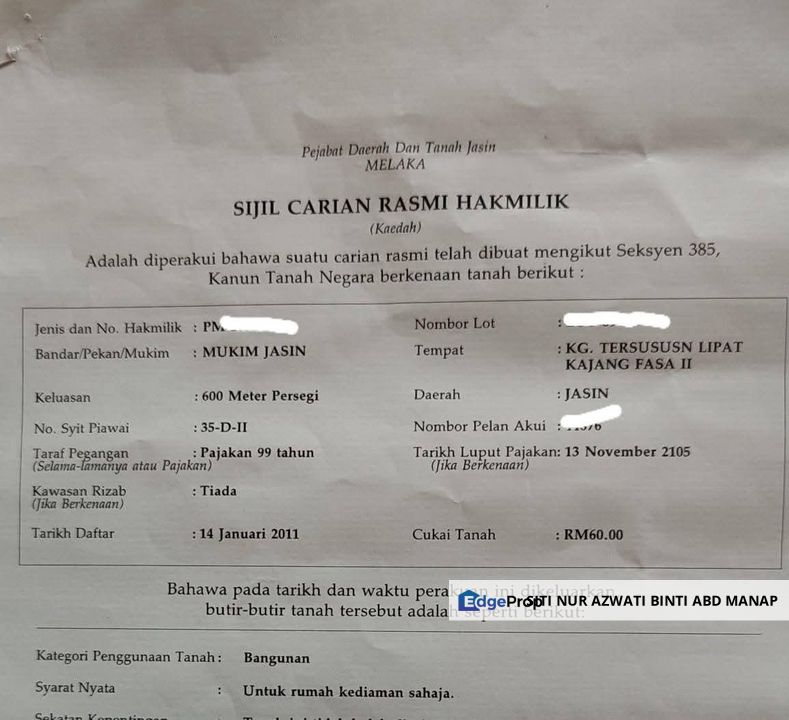 Pejabat Daerah Dan Tanah Jasin
MELAKA
SIJIL CARIAN RASMI HAKMILIK
(Kaedah)
Adalah diperakui bahawa suatu carian rasmi telah dibuat mengikut Seksyen 385,
Kanun Tanah Negara berkenaan tanah berikut :
Jenis dan No. Hakmilik : PM
Nombor Lot :
Bandar/Pekan/Mukim : MUKIM JASIN
Tempat : KG. TERSUSUSN LIPAT
KAJANG FASA II
Keluasan : 600 Meter Persegi
Daerah : JASIN
No. Syit Piawai : 35-D-II
Nombor Pelan Akui :
Taraf Pegangan : Pajakan 99 tahun
(Selama-lamanya atau Pajakan)
Tarikh Luput Pajakan: 13 November 2105
(Jika Berkenaan)
Kawasan Rizab : Tiada
(Jika Berkenaan)
Tarikh Daftar : 14 Januari 2011
Cukai Tanah : RM60.00
Bahawa pada tarikh dan waktu perakuan ini dikeluarkan
butir-butir tanah tersebut adalah seperti berikut:
EdgeProp
SITI NUR AZWATI BINTI ABD MANAP
Kategori Penggunaan Tanah : Bangunan
Syarat Nyata : Untuk rumah kediaman sahaja.